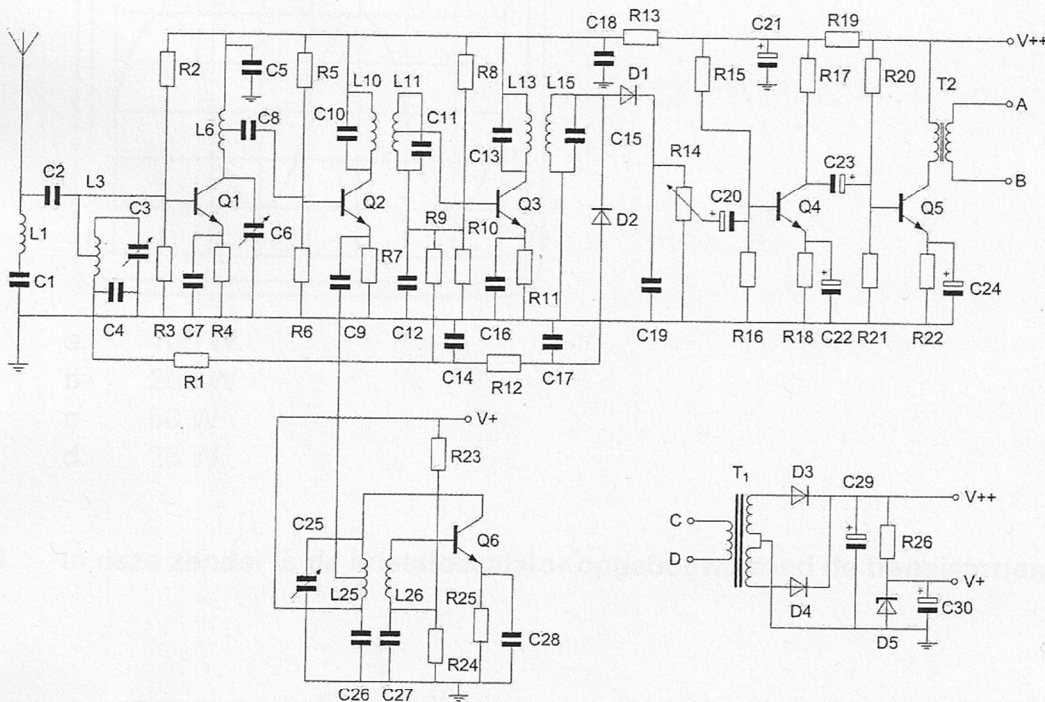 R13 C21 R19
C18 V++
R2 C5 R5 L10 L11 R8 L13 L15 D1 R15 R17 R20 T2
C8 C10 C11 A
L6 C13 C15
R14 C23
C2 L3 C20 B
Q1 Q2 Q3 Q4 Q5
C3 D2
L1 C6 R9 R10
R7
C1 R11 C24
C4 R3 C7 R4 R6 C9 C12 C16 C19 R16 R18 C22 R21 R22
a. W
R1 C14 R12 C17
b. W
V+
c. W
d. W
R23
T1 D3 C29 V++
C25 Q6 C
R26
D
L25 L26 R25 D4 V+
C28 C30
R24 D5
C26 C27